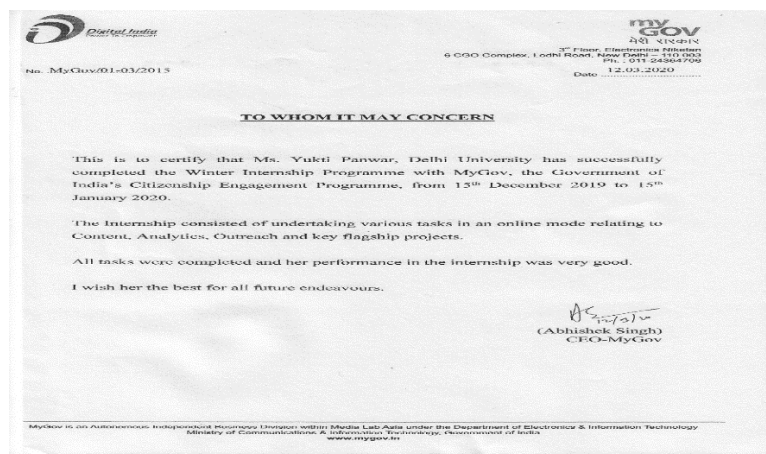 Digital India
Power To Empower
my
GOV
मेरी सरकार
3rd Floor, Electronics Niketan
6 CGO Complex, Lodhi Road, New Delhi – 110 003
Ph. : 011-24364706
No. MyGov/01-03/2015
Date 12.03.2020
TO WHOM IT MAY CONCERN
This is to certify that Ms. Yukti Panwar, Delhi University has successfully
completed the Winter Internship Programme with MyGov, the Government of
India's Citizenship Engagement Programme, from 15th December 2019 to 15th
January 2020.
The Internship consisted of undertaking various tasks in an online mode relating to
Content, Analytics, Outreach and key flagship projects.
All tasks were completed and her performance in the internship was very good.
I wish her the best for all future endeavours.
12/3/20
(Abhishek Singh)
CEO-MyGov
MyGov is an Autonomous Independent Business Division within Media Lab Asia under the Department of Electronics & Information Technology
Ministry of Communications & Information Technology, Government of India
www.mygov.in